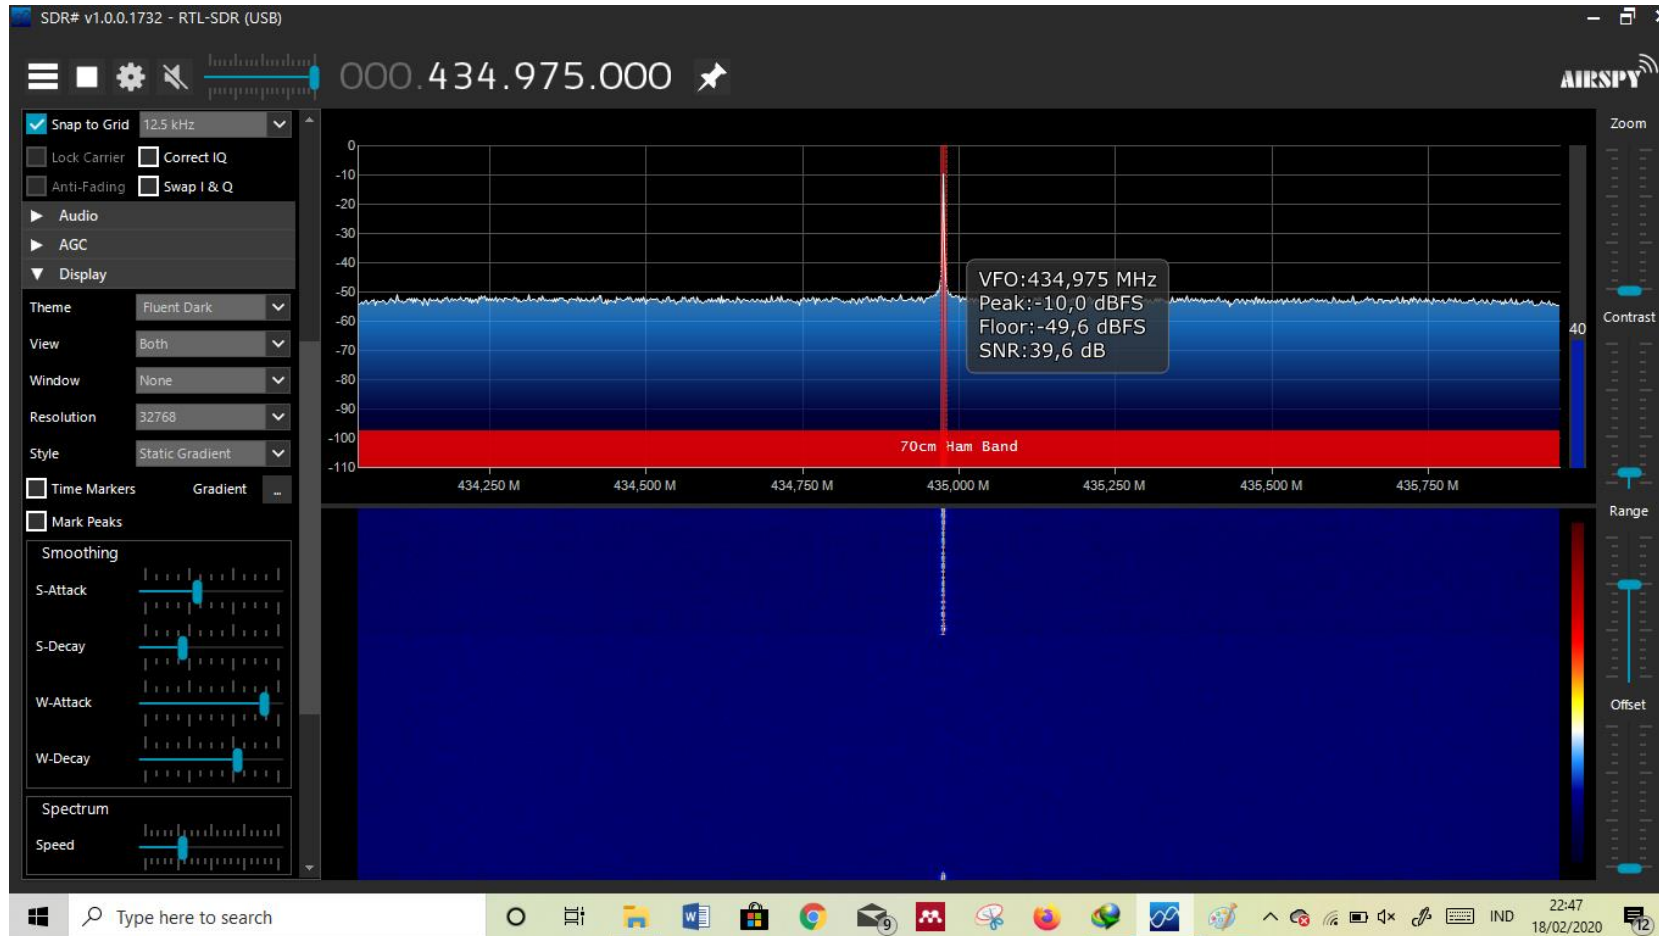 SDR# v1.0.0.1732 - RTL-SDR (USB)
000.434.975.000
AIRSPY
Snap to Grid 12.5 kHz
Lock Carrier Correct IQ
Anti-Fading Swap I & Q
Audio
AGC
Display
Theme Fluent Dark
View Both
Window None
Resolution 32768
Style Static Gradient
Time Markers Gradient ...
Mark Peaks
Smoothing
S-Attack
S-Decay
W-Attack
W-Decay
Spectrum
Speed
0
-10
-20
-30
-40
-50
-60
-70
-80
-90
-100
-110
VFO:434,975 MHz
Peak:-10,0 dBFS
Floor:-49,6 dBFS
SNR:39,6 dB
70cm Ham Band
434,250 M 434,500 M 434,750 M 435,000 M 435,250 M 435,500 M 435,750 M
40
Zoom
Contrast
Range
Offset
Type here to search
9
IND
22:47
18/02/2020
12